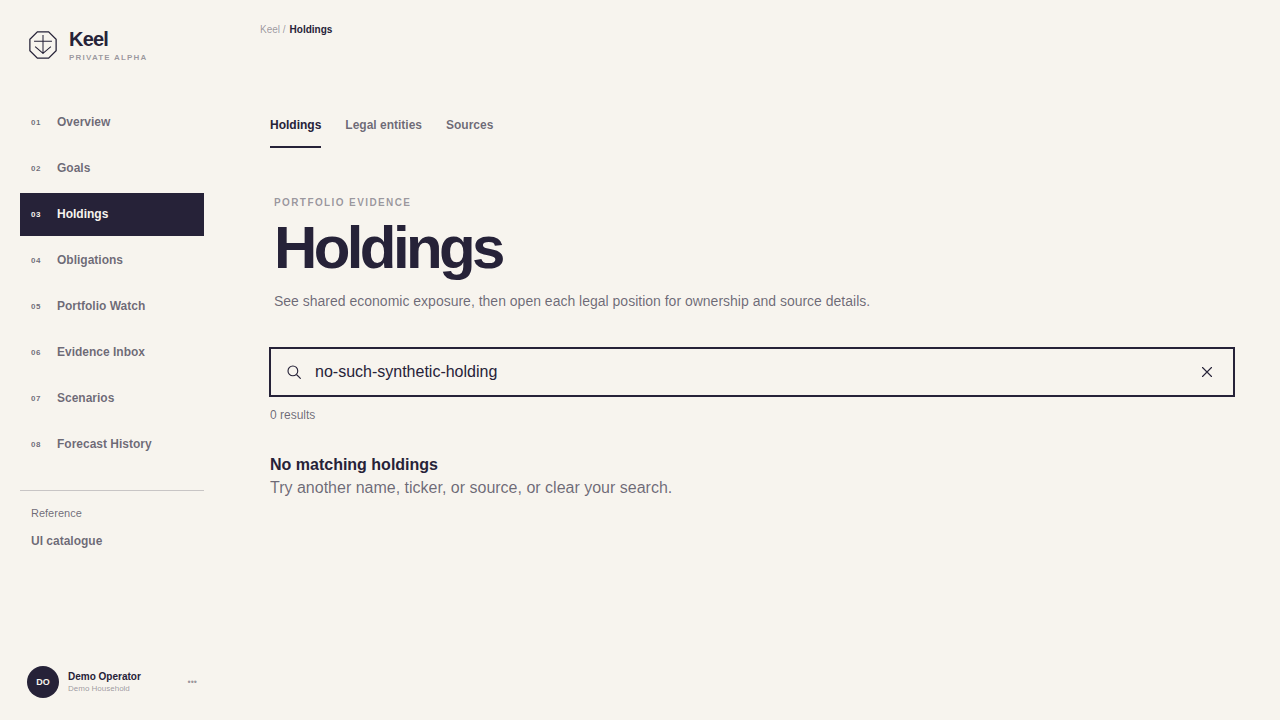 Keel
PRIVATE ALPHA
01 Overview
02 Goals
03 Holdings
04 Obligations
05 Portfolio Watch
06 Evidence Inbox
07 Scenarios
08 Forecast History
Reference
UI catalogue
DO
Demo Operator
Demo Household
Keel / Holdings
Holdings Legal entities Sources
PORTFOLIO EVIDENCE
Holdings
See shared economic exposure, then open each legal position for ownership and source details.
no-such-synthetic-holding
0 results
No matching holdings
Try another name, ticker, or source, or clear your search.